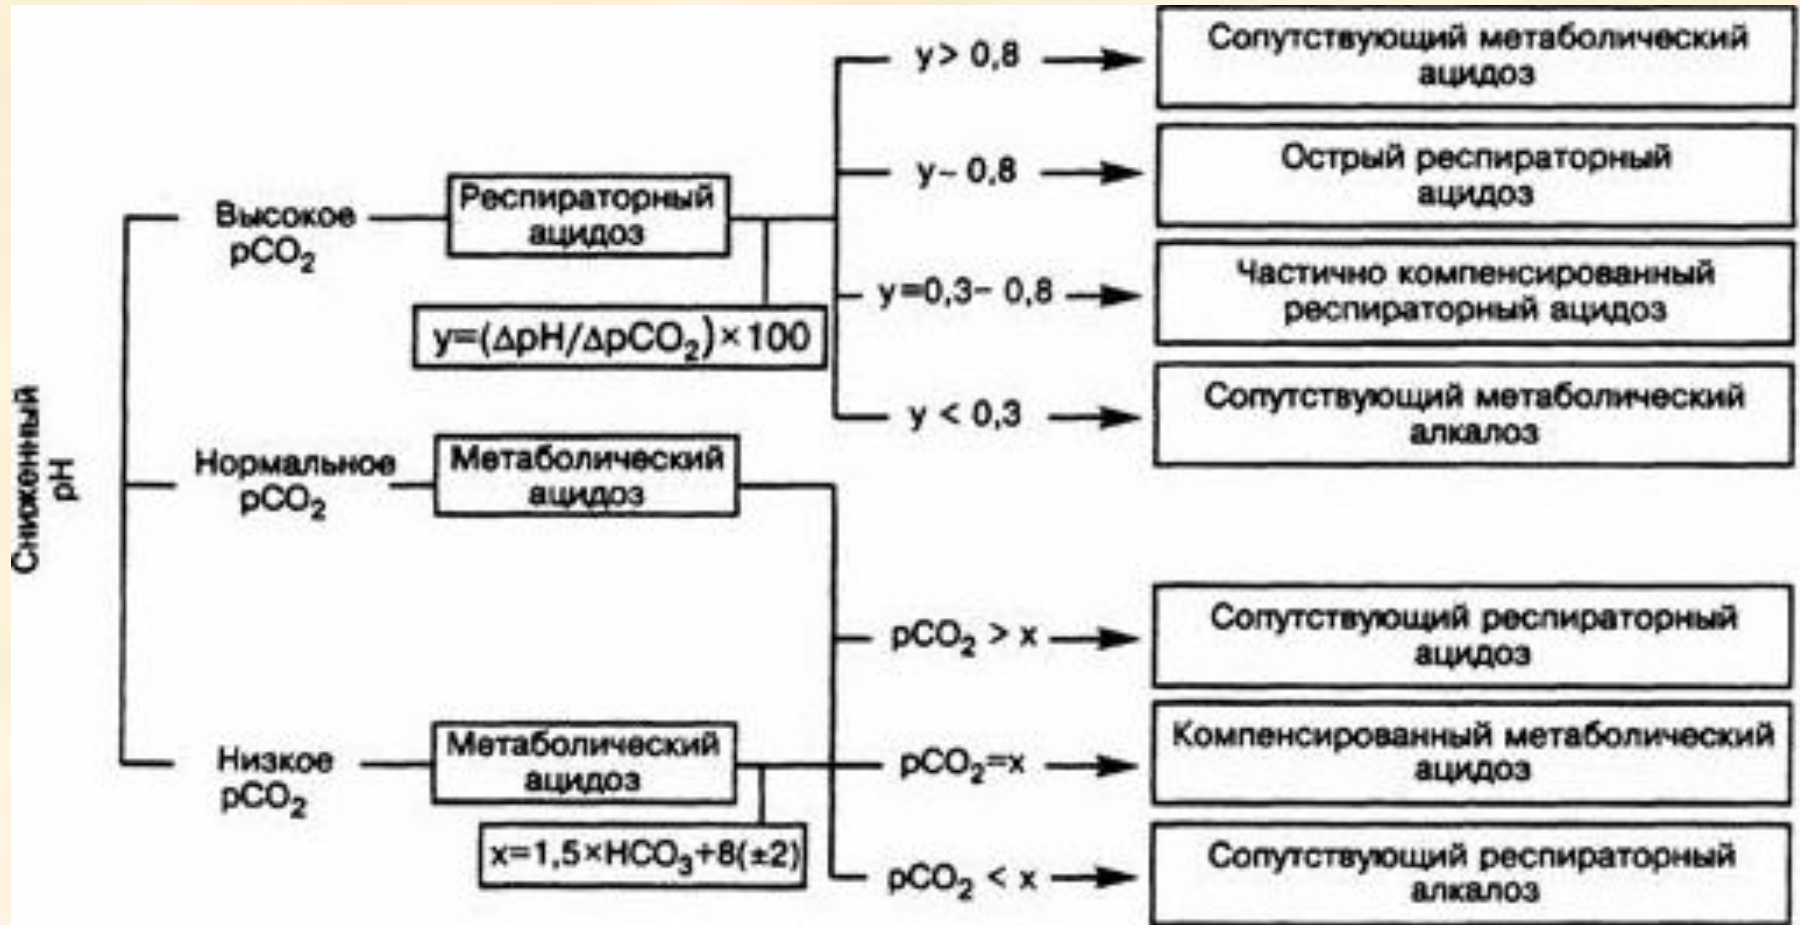 Сниженный
pH
Высокое
pCO₂
Респираторный
ацидоз
y=(ΔpH/ΔpCO₂)×100
y> 0,8
Сопутствующий метаболический
ацидоз
y~ 0,8
Острый респираторный
ацидоз
y=0,3– 0,8
Частично компенсированный
респираторный ацидоз
y < 0,3
Сопутствующий метаболический
алкалоз
Нормальное
pCO₂
Метаболический
ацидоз
Низкое
pCO₂
Метаболический
ацидоз
x=1,5×HCO₃+8(±2)
pCO₂ > x
Сопутствующий респираторный
ацидоз
pCO₂=x
Компенсированный метаболический
ацидоз
pCO₂ < x
Сопутствующий респираторный
алкалоз